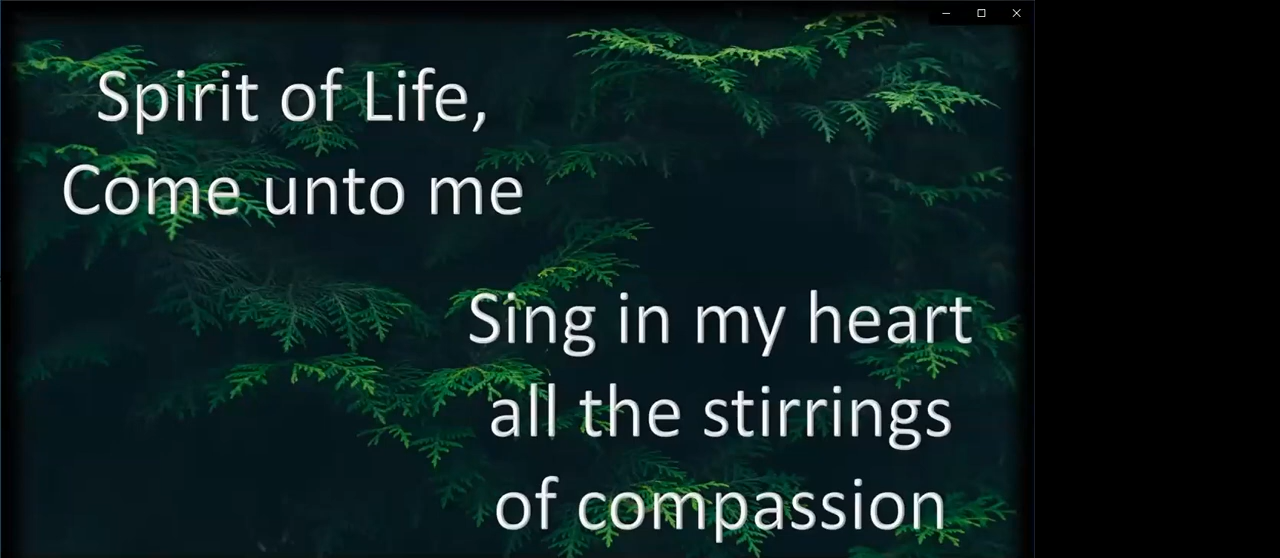 Spirit of Life,
Come unto me
Sing in my heart
all the stirrings
of compassion